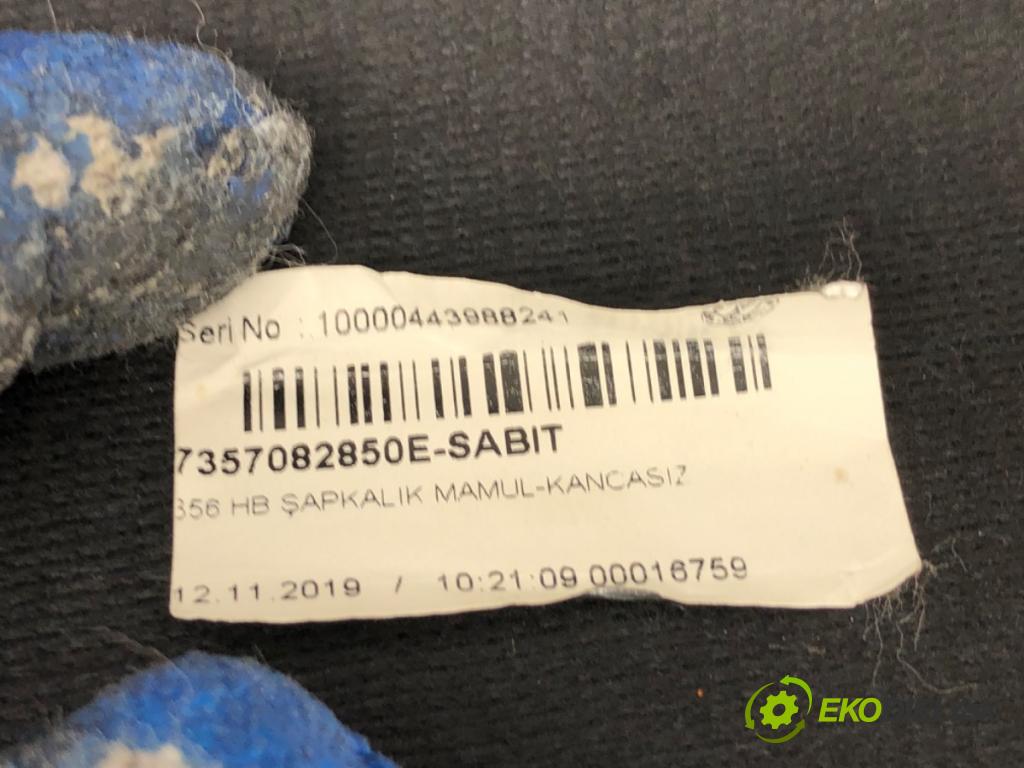 Seri No : 10000443988241
7357082850E-SABIT
356 HB ŞAPKALIK MAMUL-KANCASIZ
12.11.2019 / 10:21:09 00016759
EKO